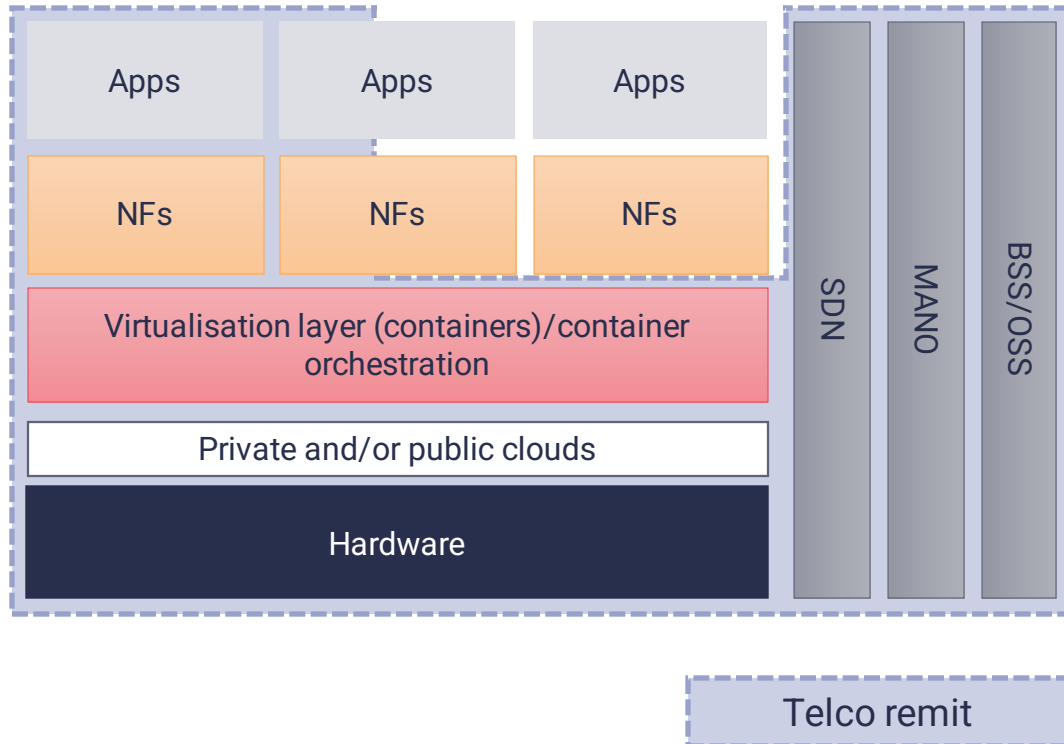 Apps
Apps
Apps
NFs
NFs
NFs
Virtualisation layer (containers)/container
orchestration
Private and/or public clouds
Hardware
SDN
MANO
BSS/OSS
Telco remit